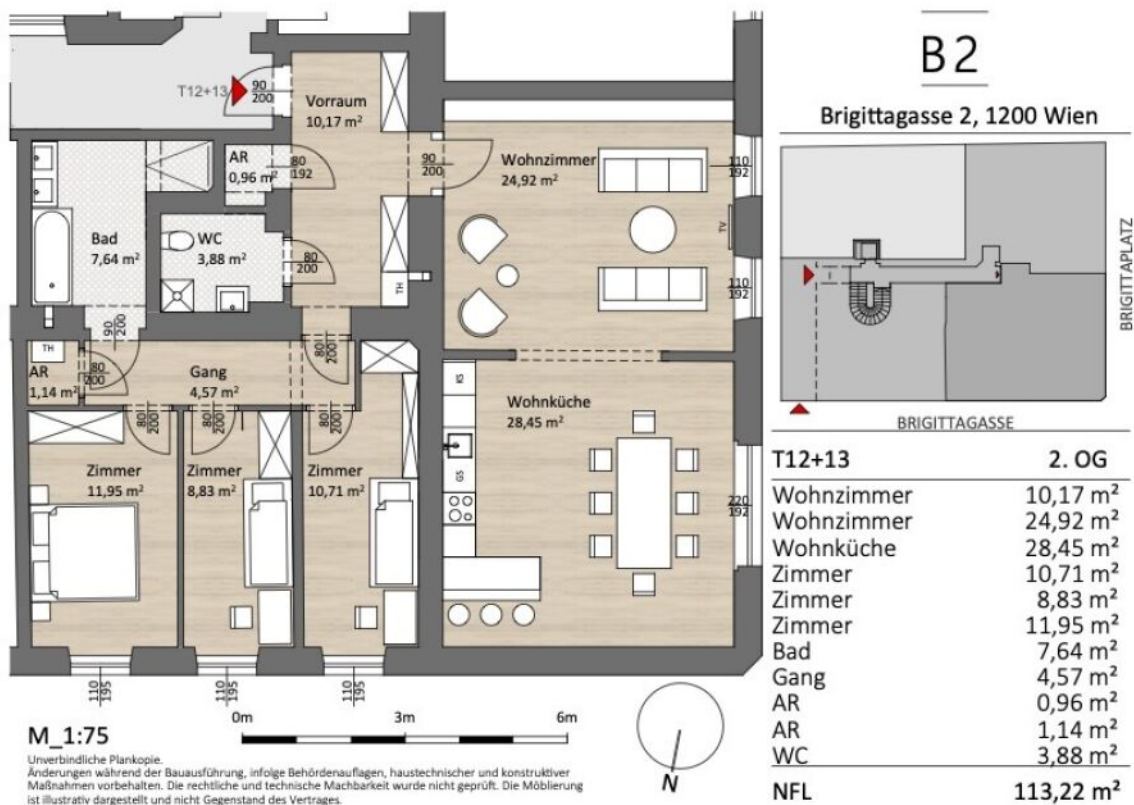 T12+13
90
200
Vorraum
10,17 m²
AR
0,96 m²
80
192
90
200
Wohnzimmer
24,92 m²
110
192
TV
Bad
7,64 m²
WC
3,88 m²
80
200
TH
110
192
90
200
80
200
TH
AR
1,14 m²
80
200
Gang
4,57 m²
KS
Wohnküche
28,45 m²
GS
80
200
80
200
80
200
Zimmer
11,95 m²
Zimmer
8,83 m²
Zimmer
10,71 m²
220
192
110
195
110
195
110
195
0m 3m 6m
M_1:75
Unverbindliche Plankopie.
Änderungen während der Bauausführung, infolge Behördenauflagen, haustechnischer und konstruktiver
Maßnahmen vorbehalten. Die rechtliche und technische Machbarkeit wurde nicht geprüft. Die Möblierung
ist illustrativ dargestellt und nicht Gegenstand des Vertrages.
N
B2
Brigittagasse 2, 1200 Wien
BRIGITTAPLATZ
BRIGITTAGASSE
T12+13 2. OG
Wohnzimmer 10,17 m²
Wohnzimmer 24,92 m²
Wohnküche 28,45 m²
Zimmer 10,71 m²
Zimmer 8,83 m²
Zimmer 11,95 m²
Bad 7,64 m²
Gang 4,57 m²
AR 0,96 m²
AR 1,14 m²
WC 3,88 m²
NFL 113,22 m²